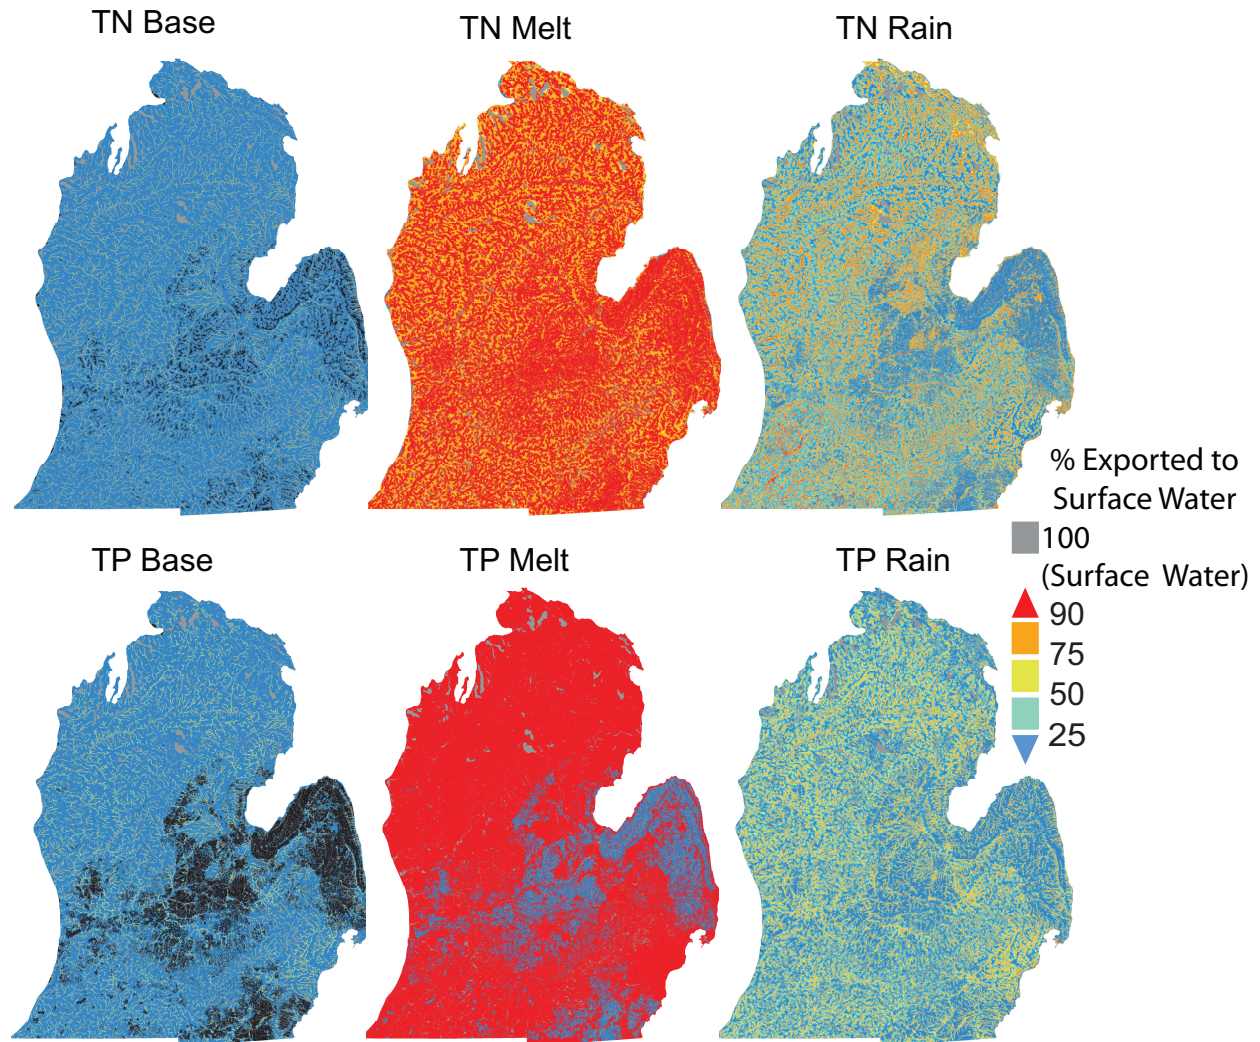 TN Base
TN Melt
TN Rain
% Exported to
Surface Water
100
(Surface Water)
90
75
50
25
TP Base
TP Melt
TP Rain